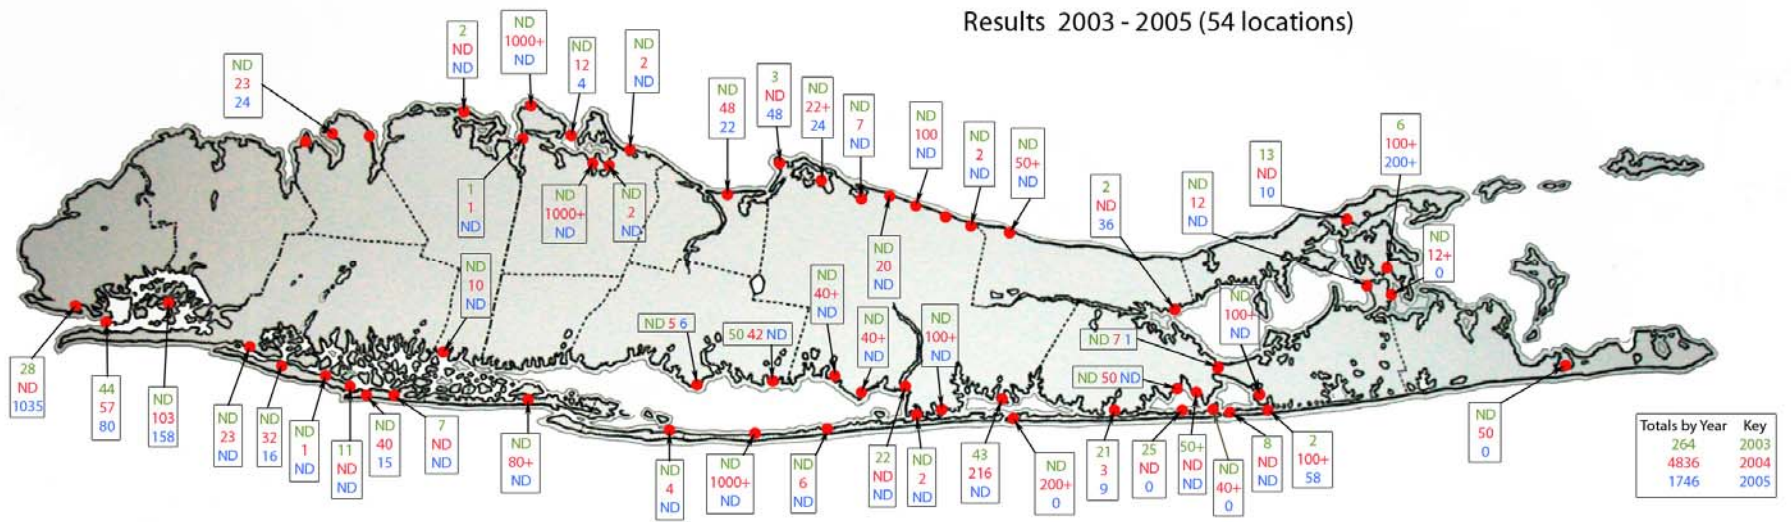 Results 2003 - 2005 (54 locations)
ND
23
24
2
ND
ND
ND
1000+
ND
ND
12
4
ND
2
ND
ND
48
22
3
ND
48
ND
22+
24
ND
7
ND
ND
100
ND
ND
2
ND
ND
50+
ND
2
ND
36
ND
12
ND
13
ND
10
6
100+
200+
ND
12+
0
1
1
ND
ND
1000+
ND
ND
2
ND
ND
10
ND
ND
20
ND
ND
40+
ND
ND 5 6
50 42 ND
ND
40+
ND
ND
100+
ND
ND
100+
ND
ND 7 1
ND 50 ND
28
ND
1035
44
57
80
ND
103
158
ND
23
ND
ND
32
16
ND
1
ND
11
ND
ND
ND
40
15
7
ND
ND
ND
80+
ND
ND
4
ND
ND
1000+
ND
ND
6
ND
22
ND
ND
ND
2
ND
43
216
ND
ND
200+
0
21
3
9
25
ND
0
50+
ND
ND
ND
40+
0
8
ND
ND
2
100+
58
ND
50
0
Totals by Year Key
264 2003
4836 2004
1746 2005